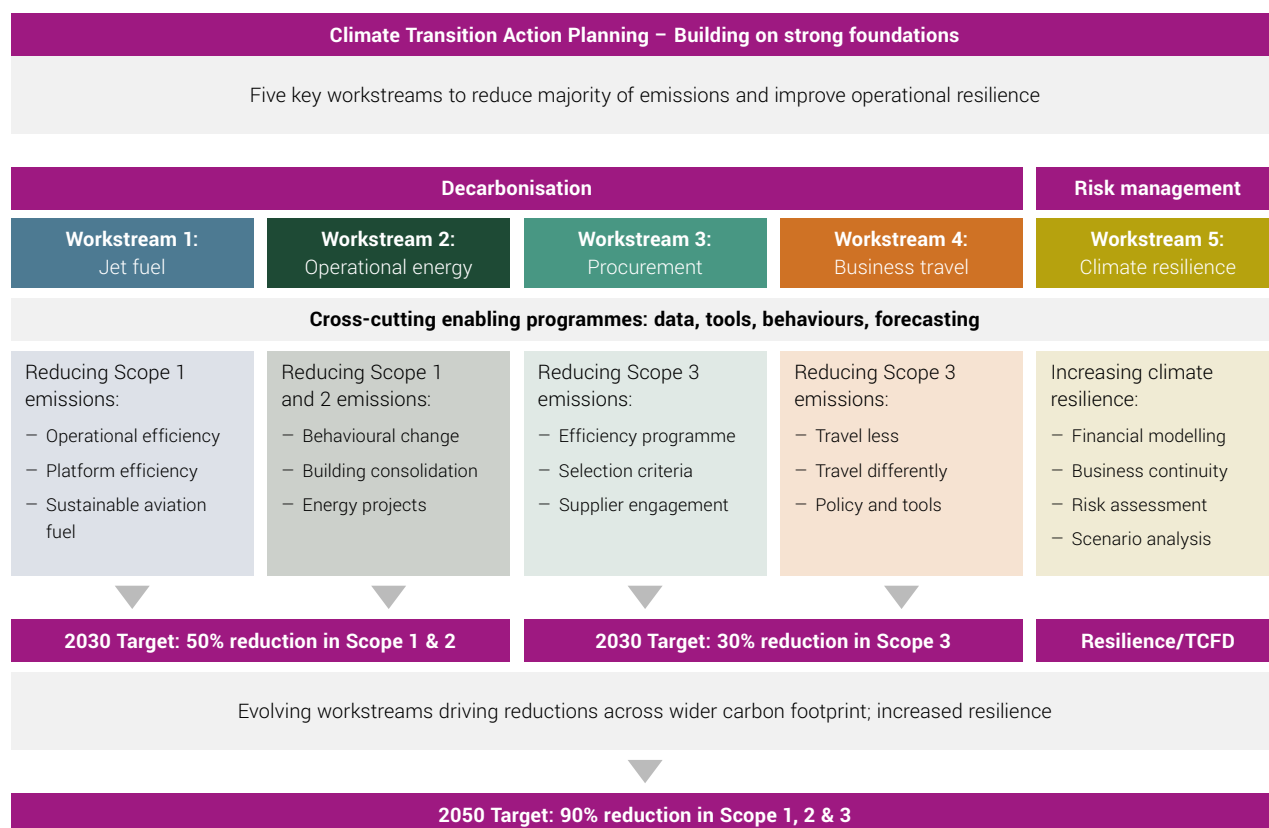 Climate Transition Action Planning – Building on strong foundations
Five key workstreams to reduce majority of emissions and improve operational resilience
Decarbonisation
Risk management
Workstream 1:
Jet fuel
Workstream 2:
Operational energy
Workstream 3:
Procurement
Workstream 4:
Business travel
Workstream 5:
Climate resilience
Cross-cutting enabling programmes: data, tools, behaviours, forecasting
Reducing Scope 1
emissions:
– Operational efficiency
– Platform efficiency
– Sustainable aviation
fuel
Reducing Scope 1
and 2 emissions:
– Behavioural change
– Building consolidation
– Energy projects
Reducing Scope 3
emissions:
– Efficiency programme
– Selection criteria
– Supplier engagement
Reducing Scope 3
emissions:
– Travel less
– Travel differently
– Policy and tools
Increasing climate
resilience:
– Financial modelling
– Business continuity
– Risk assessment
– Scenario analysis
2030 Target: 50% reduction in Scope 1 & 2
2030 Target: 30% reduction in Scope 3
Resilience/TCFD
Evolving workstreams driving reductions across wider carbon footprint; increased resilience
2050 Target: 90% reduction in Scope 1, 2 & 3